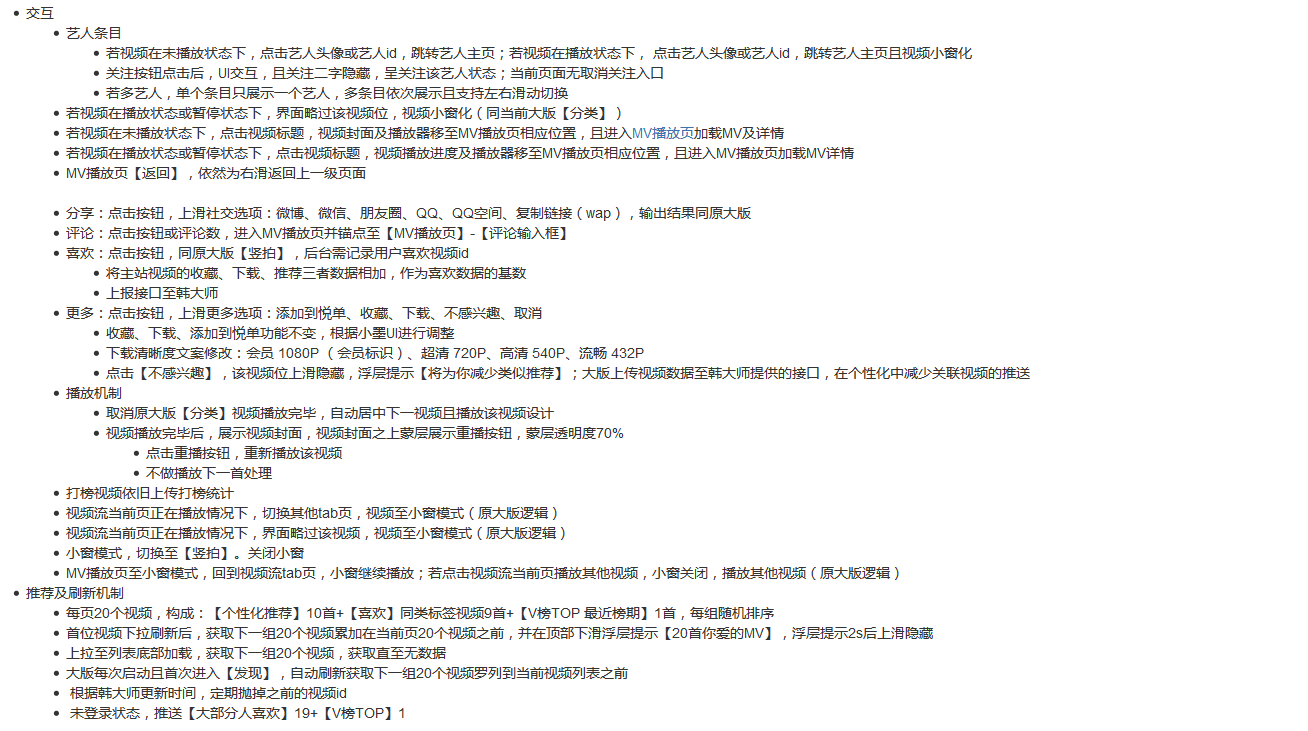 交互
艺人条目
若视频在未播放状态下，点击艺人头像或艺人id，跳转艺人主页；若视频在播放状态下， 点击艺人头像或艺人id，跳转艺人主页且视频小窗化
关注按钮点击后，UI交互，且关注二字隐藏，呈关注该艺人状态；当前页面无取消关注入口
若多艺人，单个条目只展示一个艺人，多条目依次展示且支持左右滑动切换
若视频在播放状态或暂停状态下，界面略过该视频位，视频小窗化（同当前大版【分类】）
若视频在未播放状态下，点击视频标题，视频封面及播放器移至MV播放页相应位置，且进入MV播放页加载MV及详情
若视频在播放状态或暂停状态下，点击视频标题，视频播放进度及播放器移至MV播放页相应位置，且进入MV播放页加载MV详情
MV播放页【返回】，依然为右滑返回上一级页面
分享：点击按钮，上滑社交选项：微博、微信、朋友圈、QQ、QQ空间、复制链接（wap），输出结果同原大版
评论：点击按钮或评论数，进入MV播放页并锚点至【MV播放页】-【评论输入框】
喜欢：点击按钮，同原大版【竖拍】，后台需记录用户喜欢视频id
将主站视频的收藏、下载、推荐三者数据相加，作为喜欢数据的基数
上报接口至韩大师
更多：点击按钮，上滑更多选项：添加到悦单、收藏、下载、不感兴趣、取消
收藏、下载、添加到悦单功能不变，根据小墨UI进行调整
下载清晰度文案修改：会员 1080P （会员标识）、超清 720P、高清 540P、流畅 432P
点击【不感兴趣】，该视频位上滑隐藏，浮层提示【将为你减少类似推荐】；大版上传视频数据至韩大师提供的接口，在个性化中减少关联视频的推送
播放机制
取消原大版【分类】视频播放完毕，自动居中下一视频且播放该视频设计
视频播放完毕后，展示视频封面，视频封面之上蒙层展示重播按钮，蒙层透明度70%
点击重播按钮，重新播放该视频
不做播放下一首处理
打榜视频依旧上传打榜统计
视频流当前页正在播放情况下，切换其他tab页，视频至小窗模式（原大版逻辑）
视频流当前页正在播放情况下，界面略过该视频，视频至小窗模式（原大版逻辑）
小窗模式，切换至【竖拍】。关闭小窗
MV播放页至小窗模式，回到视频流tab页，小窗继续播放；若点击视频流当前页播放其他视频，小窗关闭，播放其他视频（原大版逻辑）
推荐及刷新机制
每页20个视频，构成：【个性化推荐】10首+【喜欢】同类标签视频9首+【V榜TOP 最近榜期】1首，每组随机排序
首位视频下拉刷新后，获取下一组20个视频累加在当前页20个视频之前，并在顶部下滑浮层提示【20首你爱的MV】，浮层提示2s后上滑隐藏
上拉至列表底部加载，获取下一组20个视频，获取直至无数据
大版每次启动且首次进入【发现】，自动刷新获取下一组20个视频罗列到当前视频列表之前
根据韩大师更新时间，定期抛掉之前的视频id
未登录状态，推送【大部分人喜欢】19+【V榜TOP】1